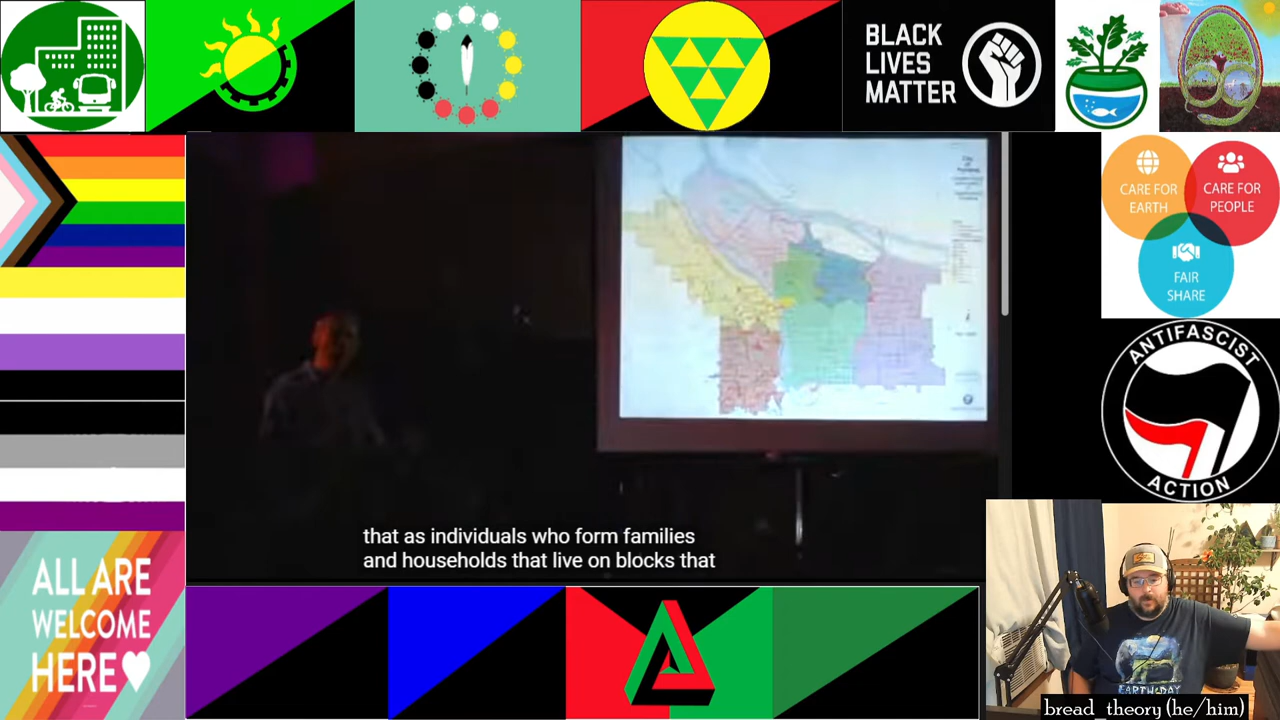 BLACK
LIVES
MATTER
CARE FOR
EARTH
CARE FOR
PEOPLE
FAIR
SHARE
ANTIFASCIST
ACTION
that as individuals who form families
and households that live on blocks that
ALL ARE
WELCOME
HERE
EARTH DAY
bread_theory (he/him)